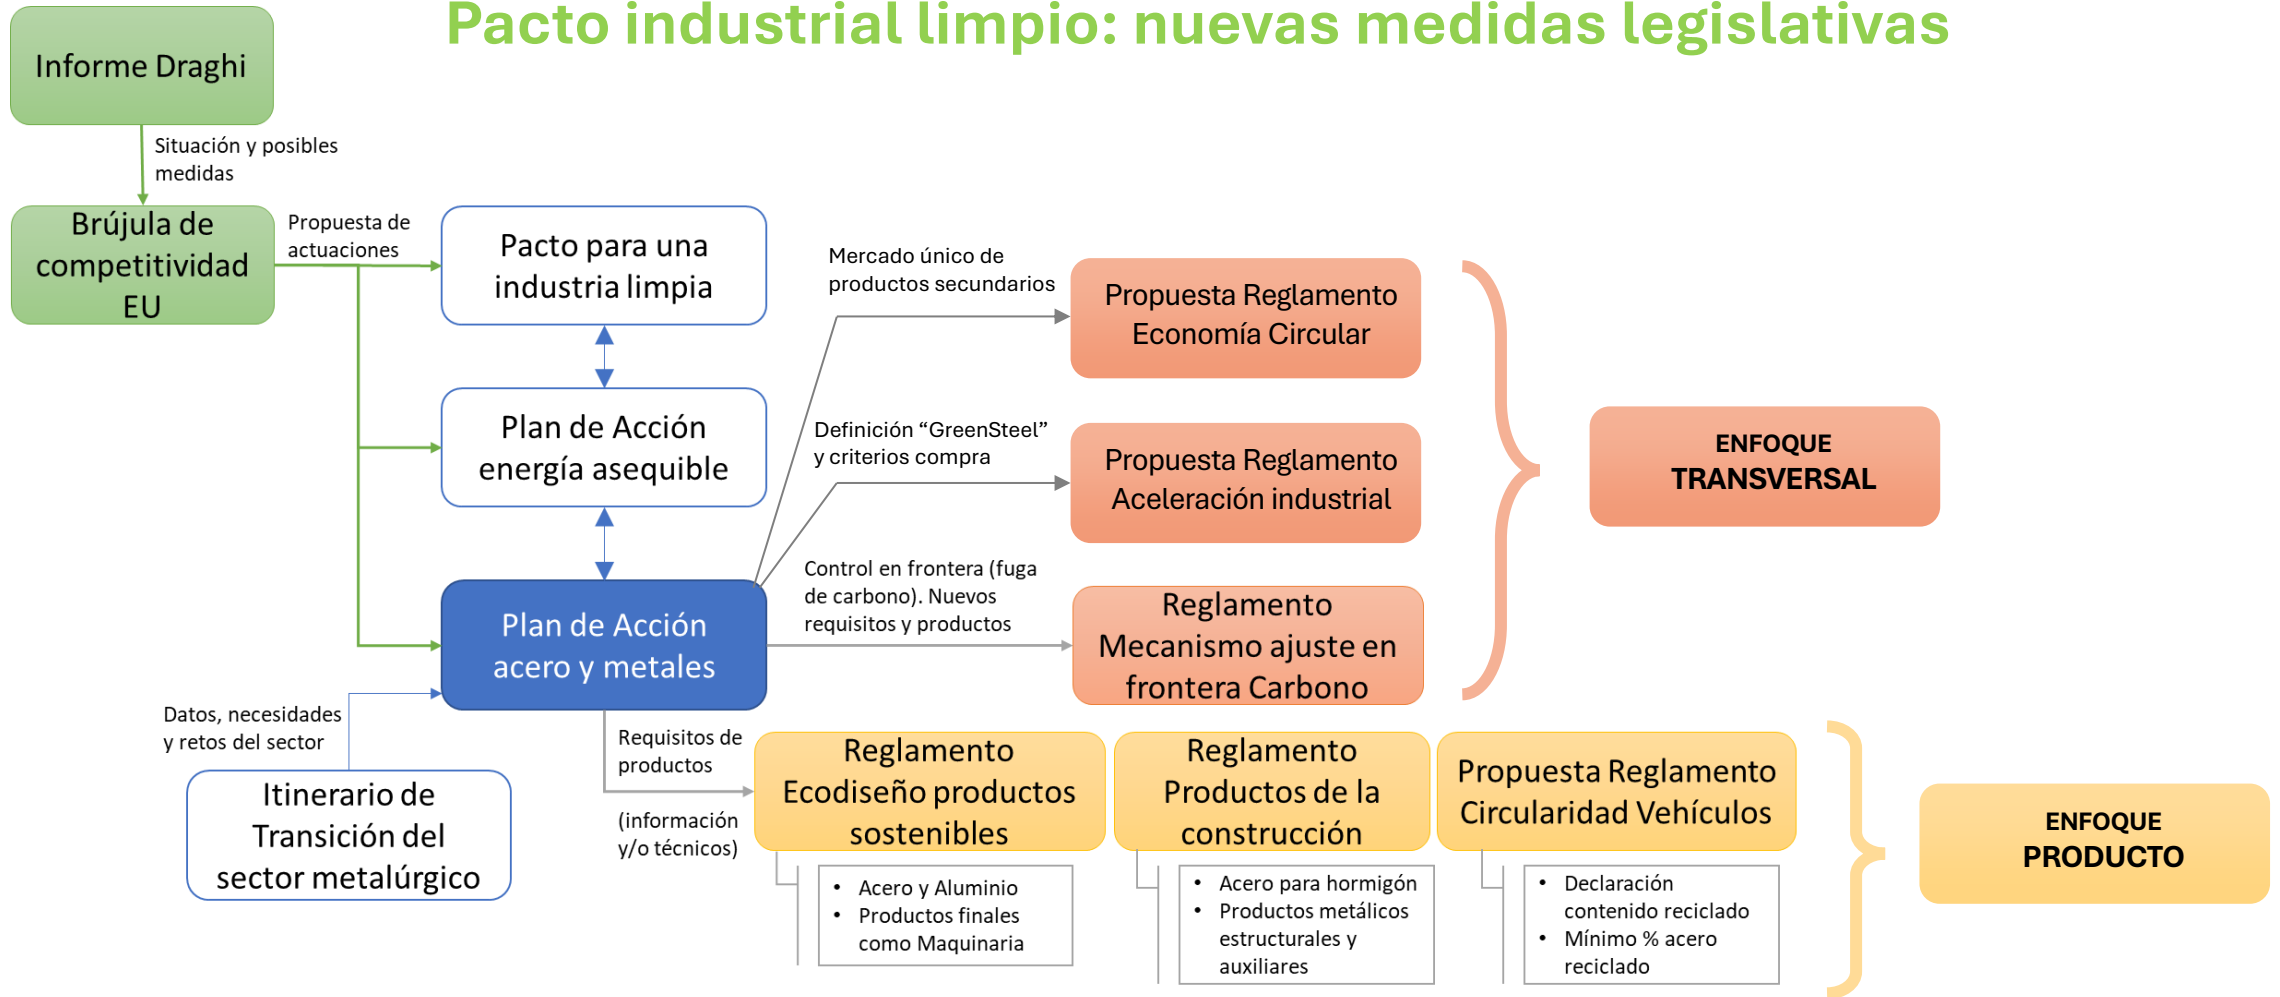 Pacto industrial limpio: nuevas medidas legislativas
Informe Draghi
Situación y posibles
medidas
Brújula de
competitividad
EU
Propuesta de
actuaciones
Pacto para una
industria limpia
Plan de Acción
energía asequible
Plan de Acción
acero y metales
Datos, necesidades
y retos del sector
Itinerario de
Transición del
sector metalúrgico
Mercado único de
productos secundarios
Propuesta Reglamento
Economía Circular
Definición “GreenSteel”
y criterios compra
Propuesta Reglamento
Aceleración industrial
Control en frontera (fuga
de carbono). Nuevos
requisitos y productos
Reglamento
Mecanismo ajuste en
frontera Carbono
ENFOQUE
TRANSVERSAL
Requisitos de
productos
(información
y/o técnicos)
Reglamento
Ecodiseño productos
sostenibles
• Acero y Aluminio
• Productos finales
como Maquinaria
Reglamento
Productos de la
construcción
• Acero para hormigón
• Productos metálicos
estructurales y
auxiliares
Propuesta Reglamento
Circularidad Vehículos
• Declaración
contenido reciclado
• Mínimo % acero
reciclado
ENFOQUE
PRODUCTO